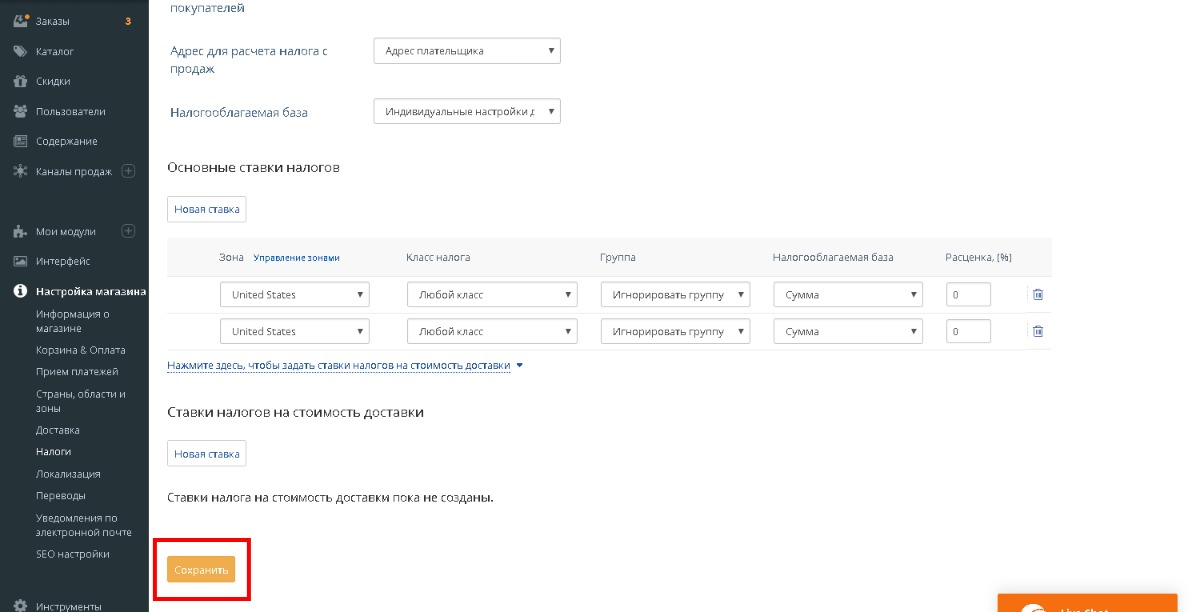 Заказы
3
Каталог
Скидки
Пользователи
Содержание
Каналы продаж
Мои модули
Интерфейс
Настройка магазина
Информация о
магазине
Корзина & Оплата
Прием платежей
Страны, области и
зоны
Доставка
Налоги
Локализация
Переводы
Уведомления по
электронной почте
SEO настройки
Инструменты
покупателей
Адрес для расчета налога с
продаж
Адрес плательщика
Налогооблагаемая база
Индивидуальные настройки д
Основные ставки налогов
Новая ставка
Зона Управление зонами Класс налога Группа Налогооблагаемая база Расценка, (%)
United States Любой класс Игнорировать группу Сумма 0
United States Любой класс Игнорировать группу Сумма 0
Нажмите здесь, чтобы задать ставки налогов на стоимость доставки
Ставки налогов на стоимость доставки
Новая ставка
Ставки налога на стоимость доставки пока не созданы.
Сохранить
Live Chat